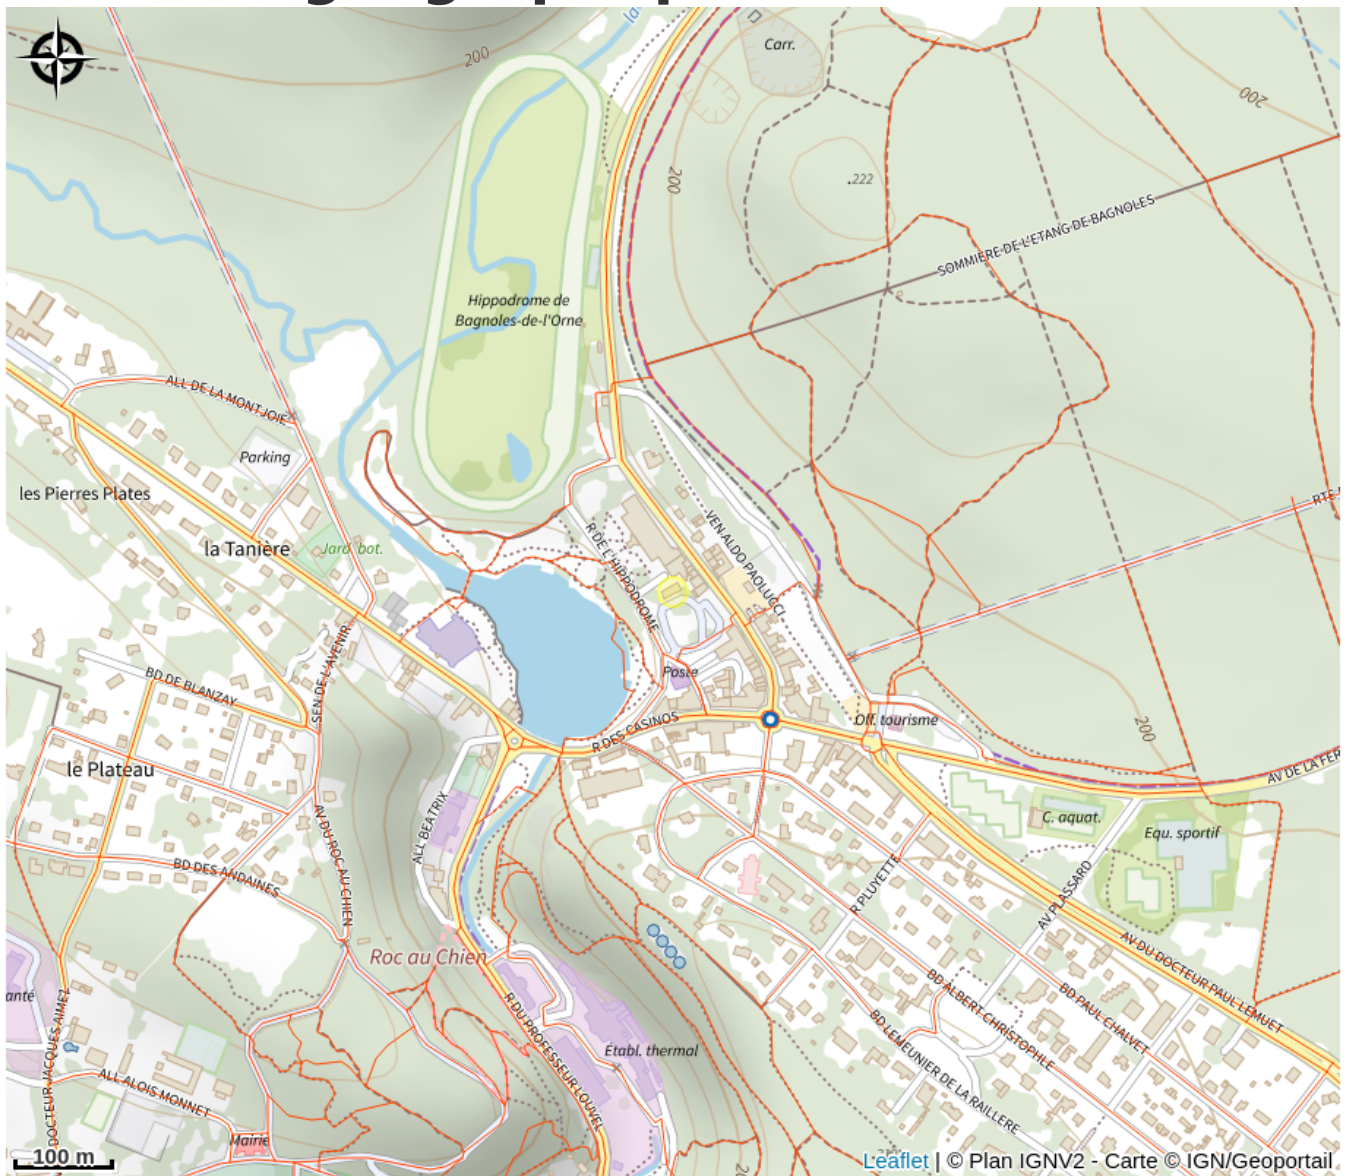 200
la
Carr.
200
200
.222
SOMMIERE DE L'ETANG DE BAGNOLES
Hippodrome de
Bagnoles-de-l'Orne
ALL DE LA MONTJOIE
Parking
les Pierres Plates
la Tanière
Jard. bot.
R DE L'HIPPODROME
VEN ALDO PAOLUCCI
Poste
BD DE BLANZAY
SEN DE L'AVENIR
R DES CASINOS
Off. tourisme
200
le Plateau
AV DE LA FER
ALL BEATRIX
AV DU ROC AU CHIEN
C. aquat.
Equ. sportif
BD DES ANDAINES
R PLUYETTE
AV PLASSARD
Roc au Chien
AV DU DOCTEUR PAUL LEMUET
anté
BD ALBERT CHRISTOPHE
BD PAUL CHALVET
R DU PROFESSEUR LOUVEL
BD LEMEUNIER DE LA RAILLERE
Établ. thermal
DOCTEUR JACQUES AIMEZ
ALL ALOIS MONNET
Mairie
100 m
Leaflet | © Plan IGNV2 - Carte © IGN/Geoportail